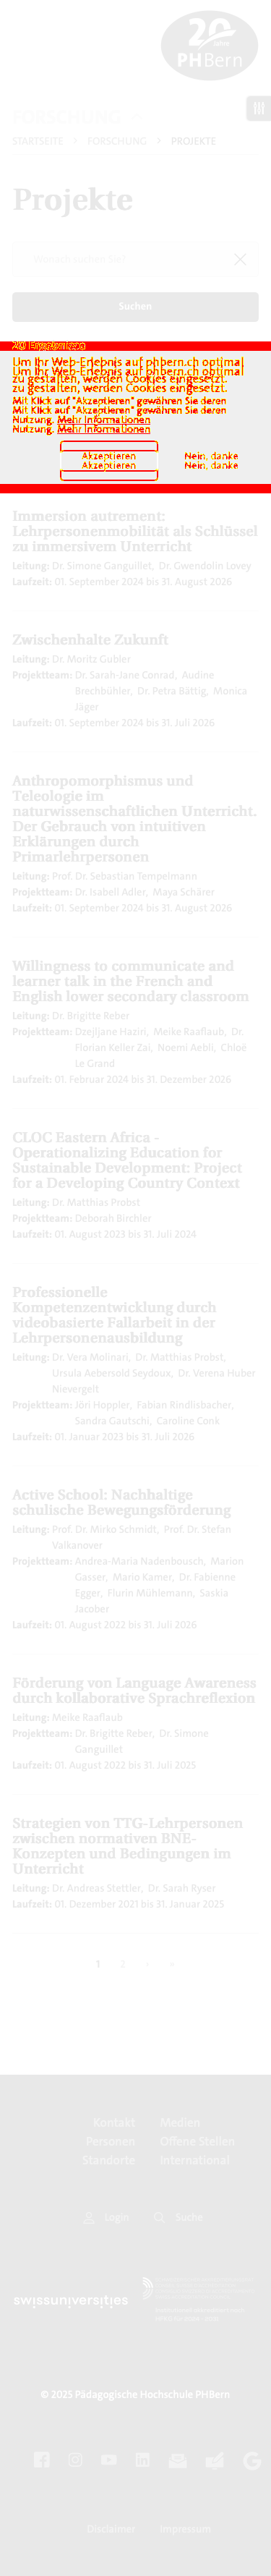 20 JAHRE
PHBern
FORSCHUNG
STARTSEITE > FORSCHUNG > PROJEKTE
Projekte
Suchen
Um Ihr Web-Erlebnis auf phbern.ch optimal
zu gestalten, werden Cookies eingesetzt.
Mit Klick auf "Akzeptieren" gewähren Sie deren
Nutzung. Mehr Informationen
Akzeptieren Nein, danke
Immersion autrement:
Lehrpersonenmobilität als Schlüssel
zu immersivem Unterricht
Leitung: Dr. Simone Ganguillet, Dr. Gwendolin Lovey
Laufzeit: 01. September 2024 bis 31. August 2026
Zwischenhalte Zukunft
Leitung: Dr. Moritz Gubler
Projektteam: Dr. Sarah-Jane Conrad, Audine
Brechbühler, Dr. Petra Bättig, Monica
Jäger
Laufzeit: 01. September 2024 bis 31. Juli 2026
Anthropomorphismus und
Teleologie im
naturwissenschaftlichen Unterricht.
Der Gebrauch von intuitiven
Erklärungen durch
Primarlehrpersonen
Leitung: Prof. Dr. Sebastian Tempelmann
Projektteam: Dr. Isabell Adler, Maya Schärer
Laufzeit: 01. September 2024 bis 31. August 2026
Willingness to communicate and
learner talk in the French and
English lower secondary classroom
Leitung: Dr. Brigitte Reber
Projektteam: Dzejljane Haziri, Meike Raaflaub, Dr.
Florian Keller Zai, Noemi Aebli, Chloé
Le Grand
Laufzeit: 01. Februar 2024 bis 31. Dezember 2026
CLOC Eastern Africa -
Operationalizing Education for
Sustainable Development: Project
for a Developing Country Context
Leitung: Dr. Matthias Probst
Projektteam: Deborah Birchler
Laufzeit: 01. August 2023 bis 31. Juli 2024
Professionelle
Kompetenzentwicklung durch
videobasierte Fallarbeit in der
Lehrpersonenausbildung
Leitung: Dr. Vera Molinari, Dr. Matthias Probst,
Ursula Aebersold Seydoux, Dr. Verena Huber
Nievergelt
Projektteam: Jöri Hoppler, Fabian Rindlisbacher,
Sandra Gautschi, Caroline Conk
Laufzeit: 01. Januar 2023 bis 31. Juli 2026
Active School: Nachhaltige
schulische Bewegungsförderung
Leitung: Prof. Dr. Mirko Schmidt, Prof. Dr. Stefan
Valkanover
Projektteam: Andrea-Maria Nadenbousch, Marion
Gasser, Mario Kamer, Dr. Fabienne
Egger, Flurin Mühlemann, Saskia
Jacober
Laufzeit: 01. August 2022 bis 31. Juli 2026
Förderung von Language Awareness
durch kollaborative Sprachreflexion
Leitung: Meike Raaflaub
Projektteam: Dr. Brigitte Reber, Dr. Simone
Ganguillet
Laufzeit: 01. August 2022 bis 31. Juli 2025
Strategien von TTG-Lehrpersonen
zwischen normativen BNE-
Konzepten und Bedingungen im
Unterricht
Leitung: Dr. Andreas Stettler, Dr. Sarah Ryser
Laufzeit: 01. Dezember 2021 bis 31. Januar 2025
1 2 › »
Kontakt Medien
Personen Offene Stellen
Standorte International
Login Suche
swissuniversities
© 2025 Pädagogische Hochschule PHBern
Disclaimer Impressum